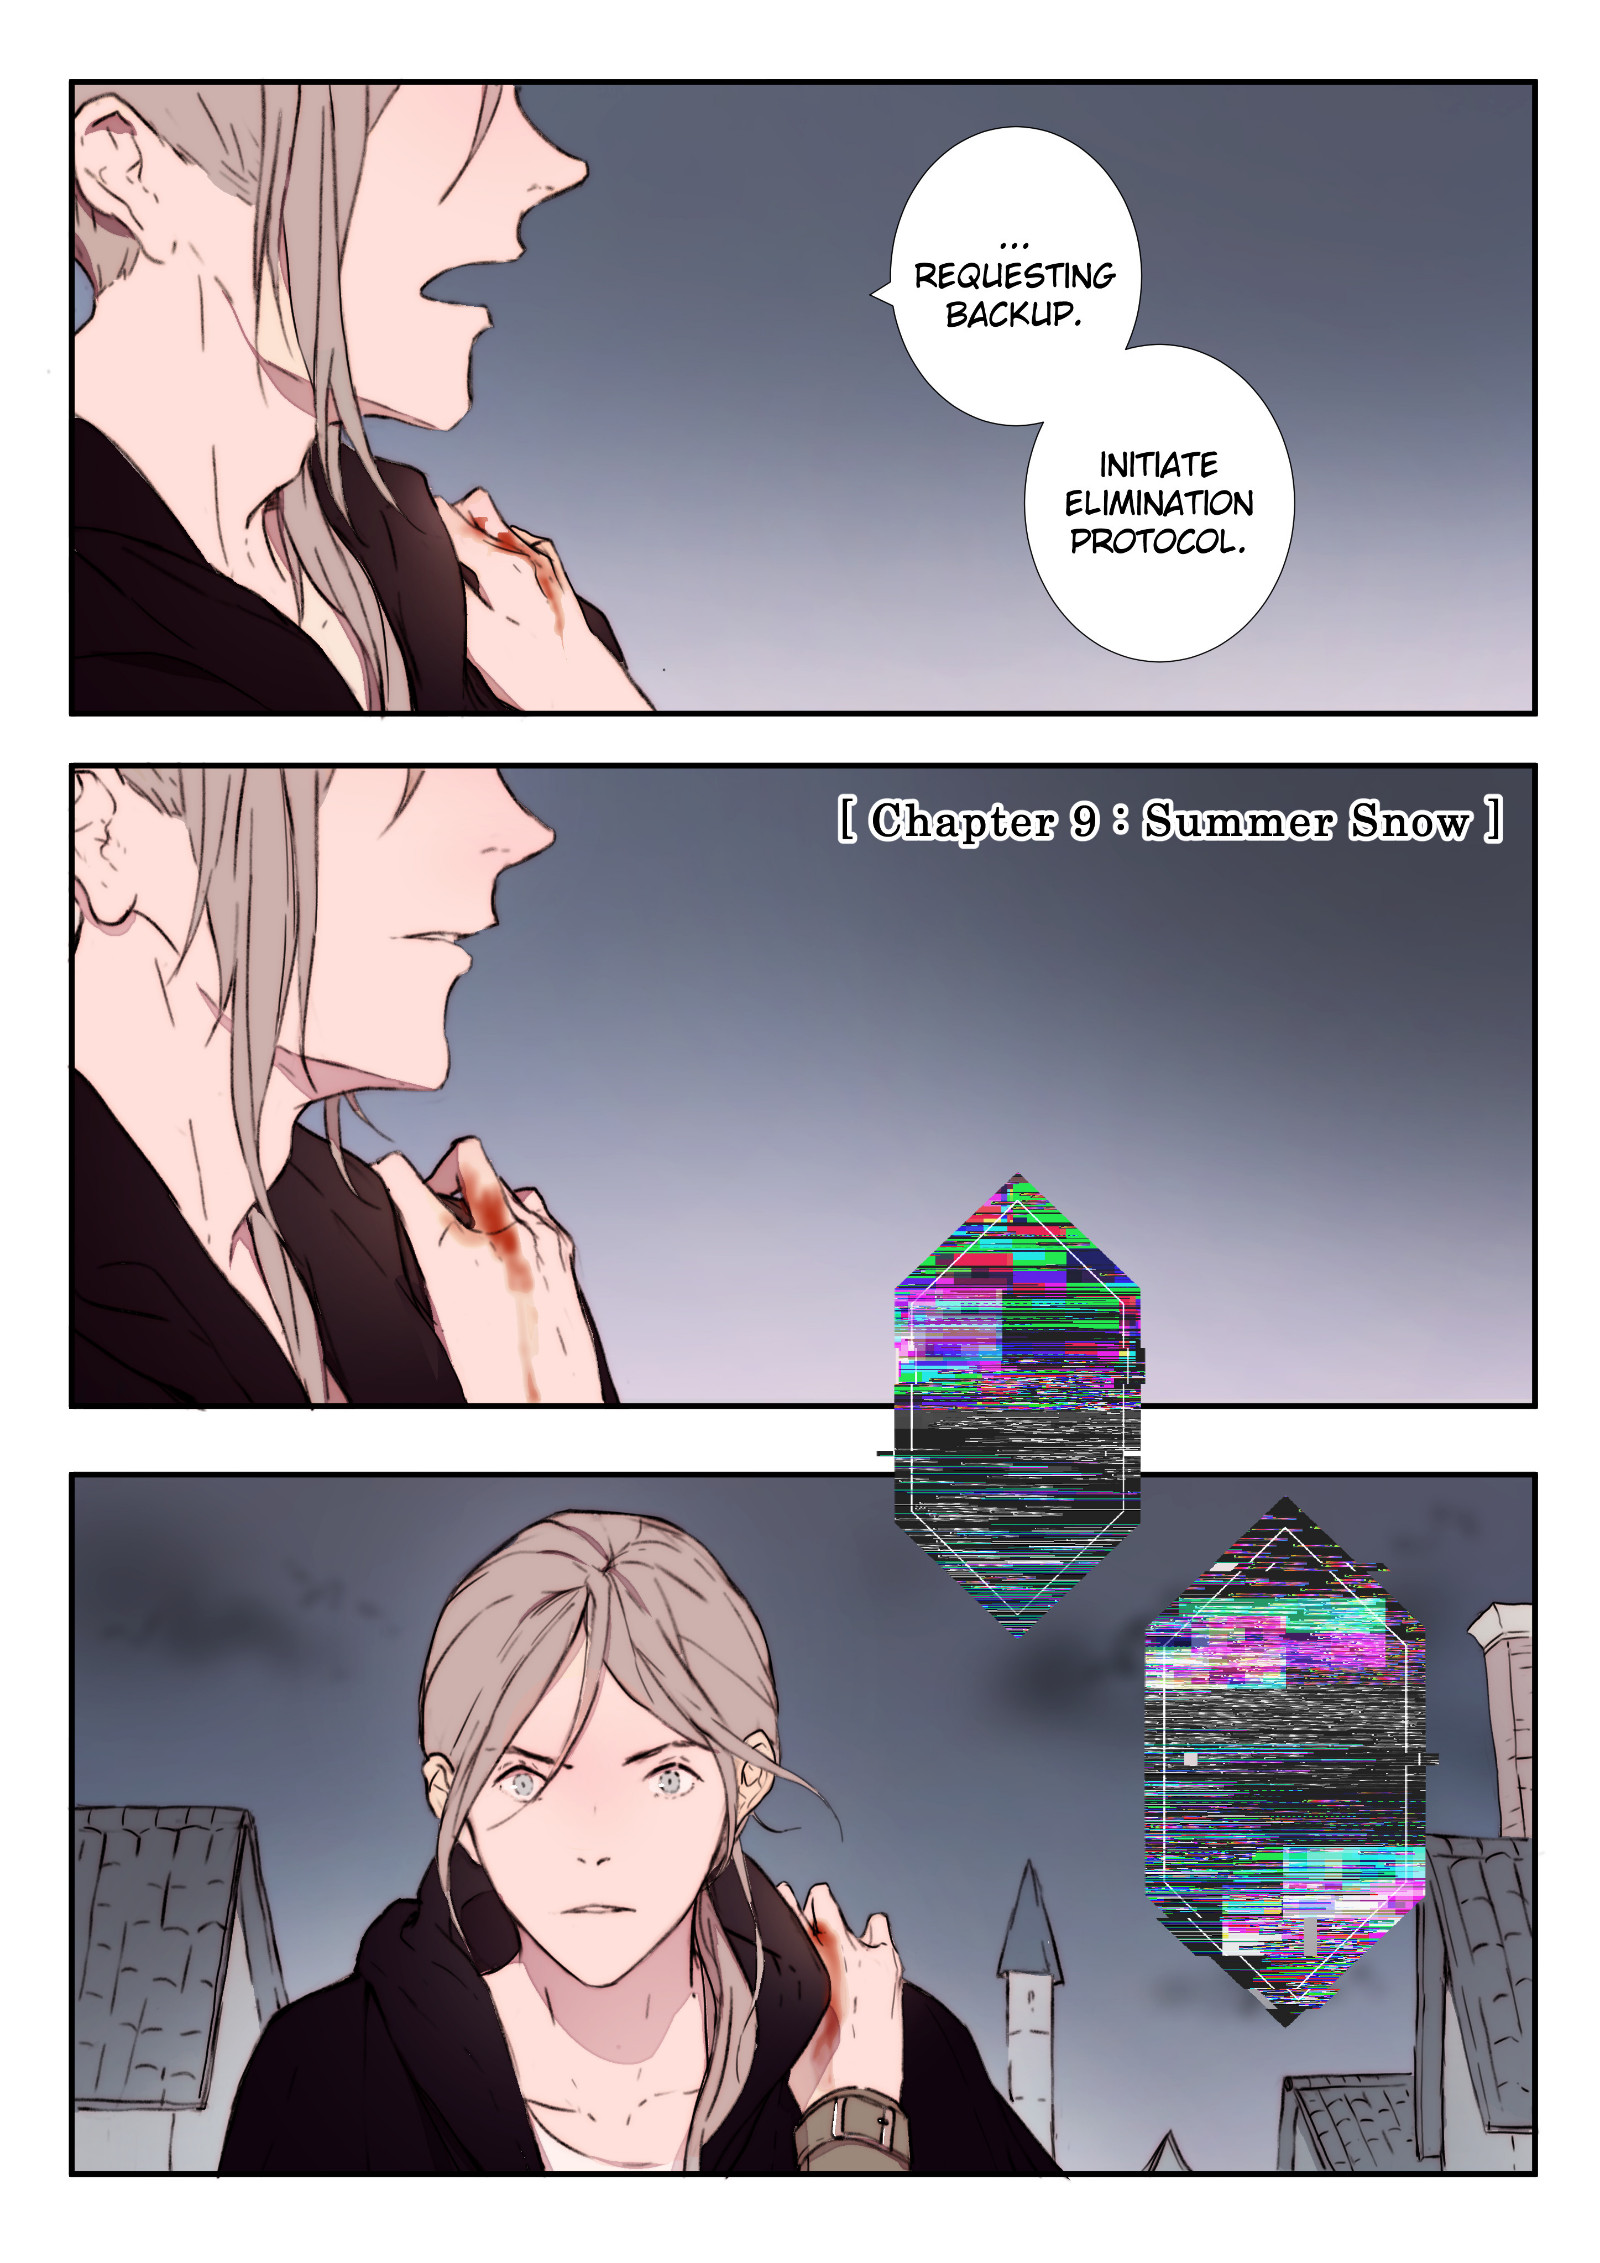 ...
REQUESTING
BACKUP.
INITIATE
ELIMINATION
PROTOCOL.
[ Chapter 9 : Summer Snow ]